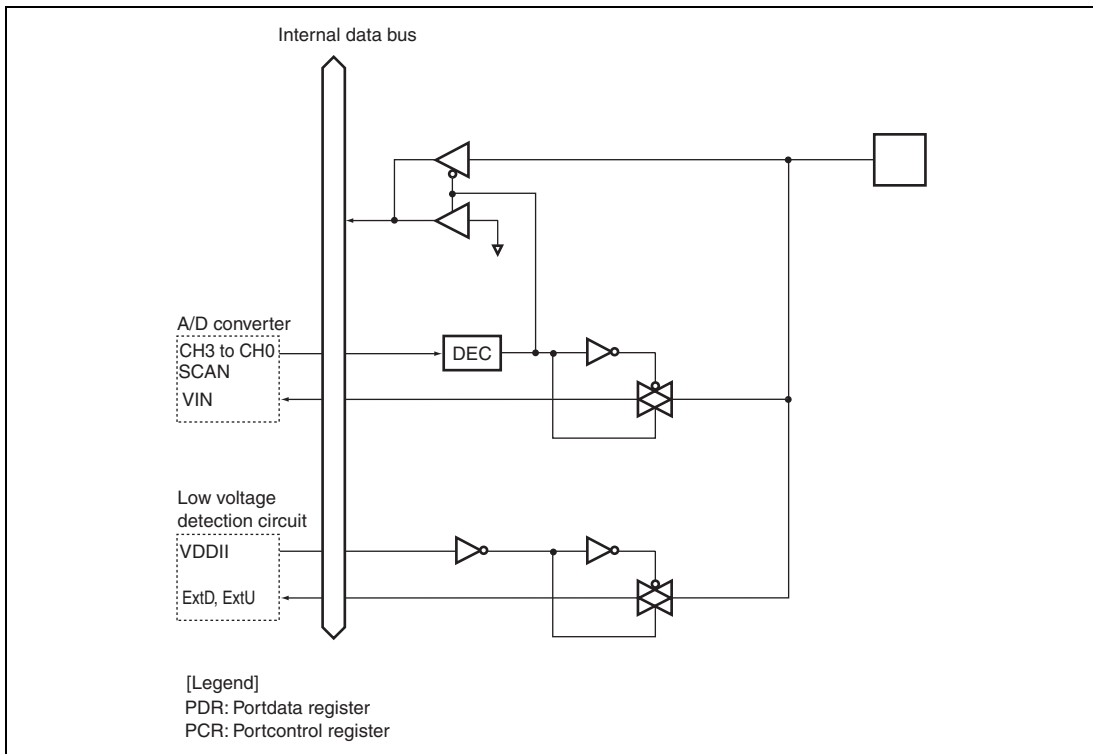 Internal data bus
A/D converter
CH3 to CH0
SCAN
VIN
DEC
Low voltage
detection circuit
VDDII
ExtD, ExtU
[Legend]
PDR: Portdata register
PCR: Portcontrol register